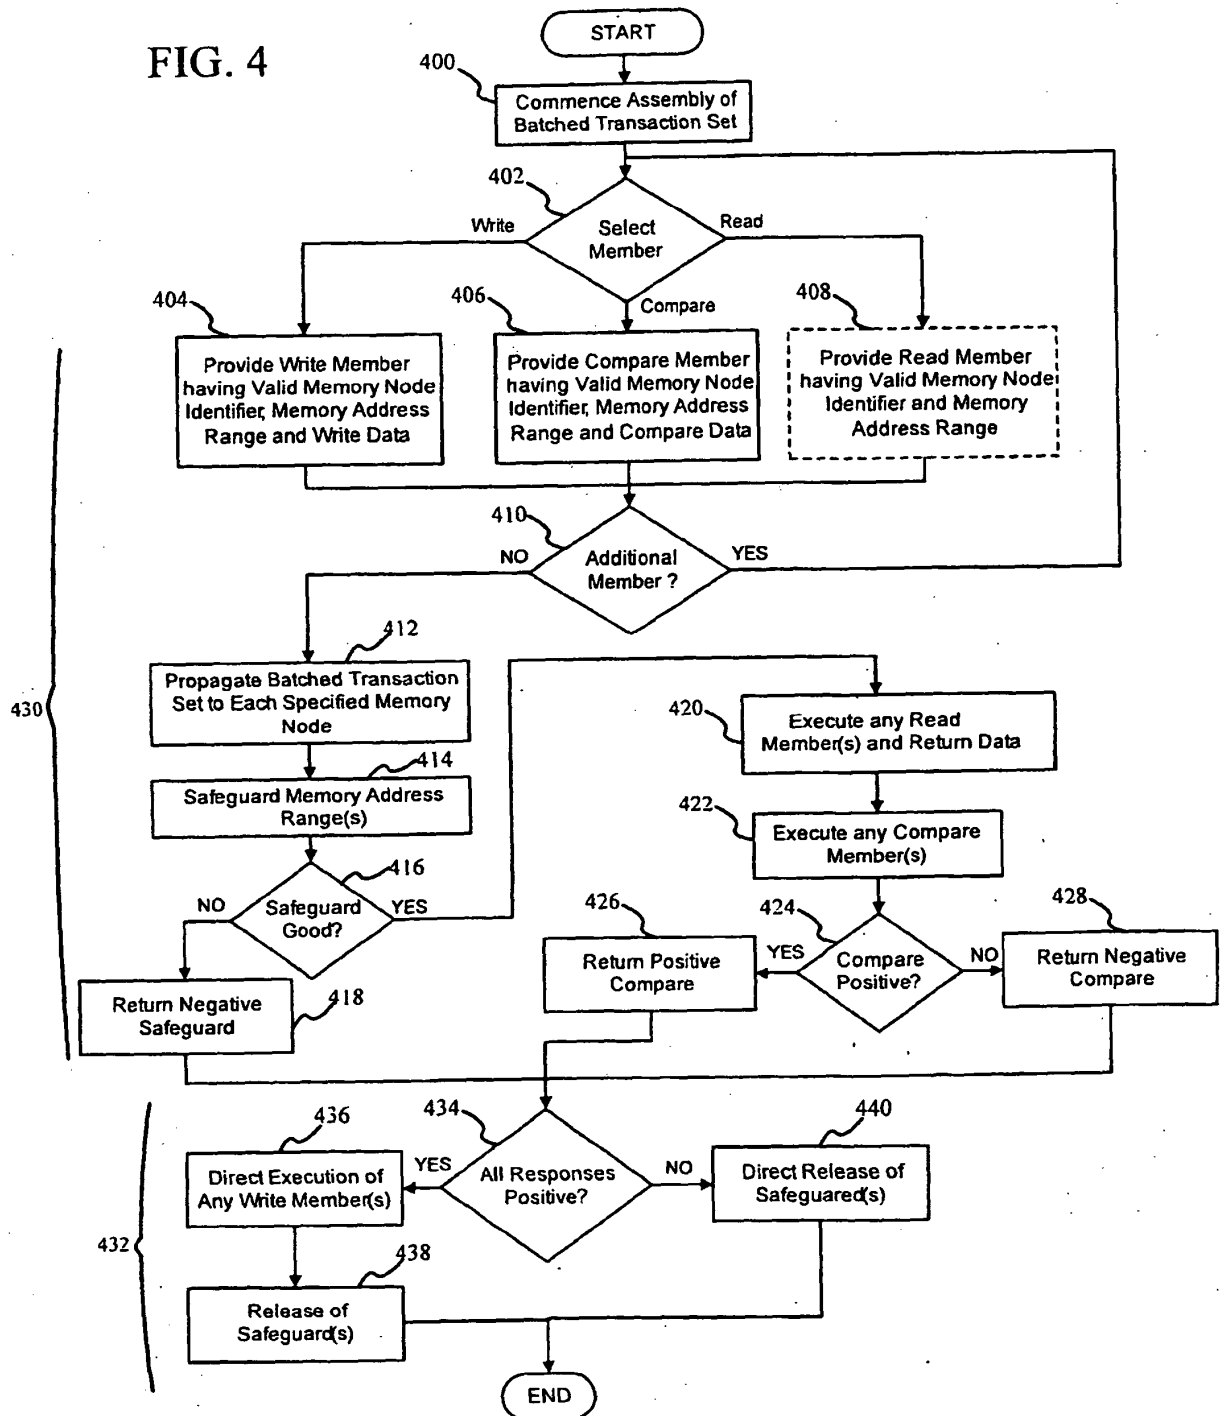 START
FIG. 4
400
Commence Assembly of
Batched Transaction Set
402
Write
Select
Member
Read
404
406
Compare
408
Provide Write Member
having Valid Memory Node
Identifier, Memory Address
Range and Write Data
Provide Compare Member
having Valid Memory Node
Identifier, Memory Address
Range and Compare Data
Provide Read Member
having Valid Memory Node
Identifier and Memory
Address Range
410
NO
Additional
Member ?
YES
412
Propagate Batched Transaction
Set to Each Specified Memory
Node
430
420
Execute any Read
Member(s) and Return Data
414
Safeguard Memory Address
Range(s)
422
Execute any Compare
Member(s)
416
NO
Safeguard
Good?
YES
426
424
428
Return Positive
Compare
YES
Compare
Positive?
NO
Return Negative
Compare
Return Negative
Safeguard
418
434
436
440
Direct Execution of
Any Write Member(s)
YES
All Responses
Positive?
NO
Direct Release of
Safeguared(s)
432
438
Release of
Safeguard(s)
END